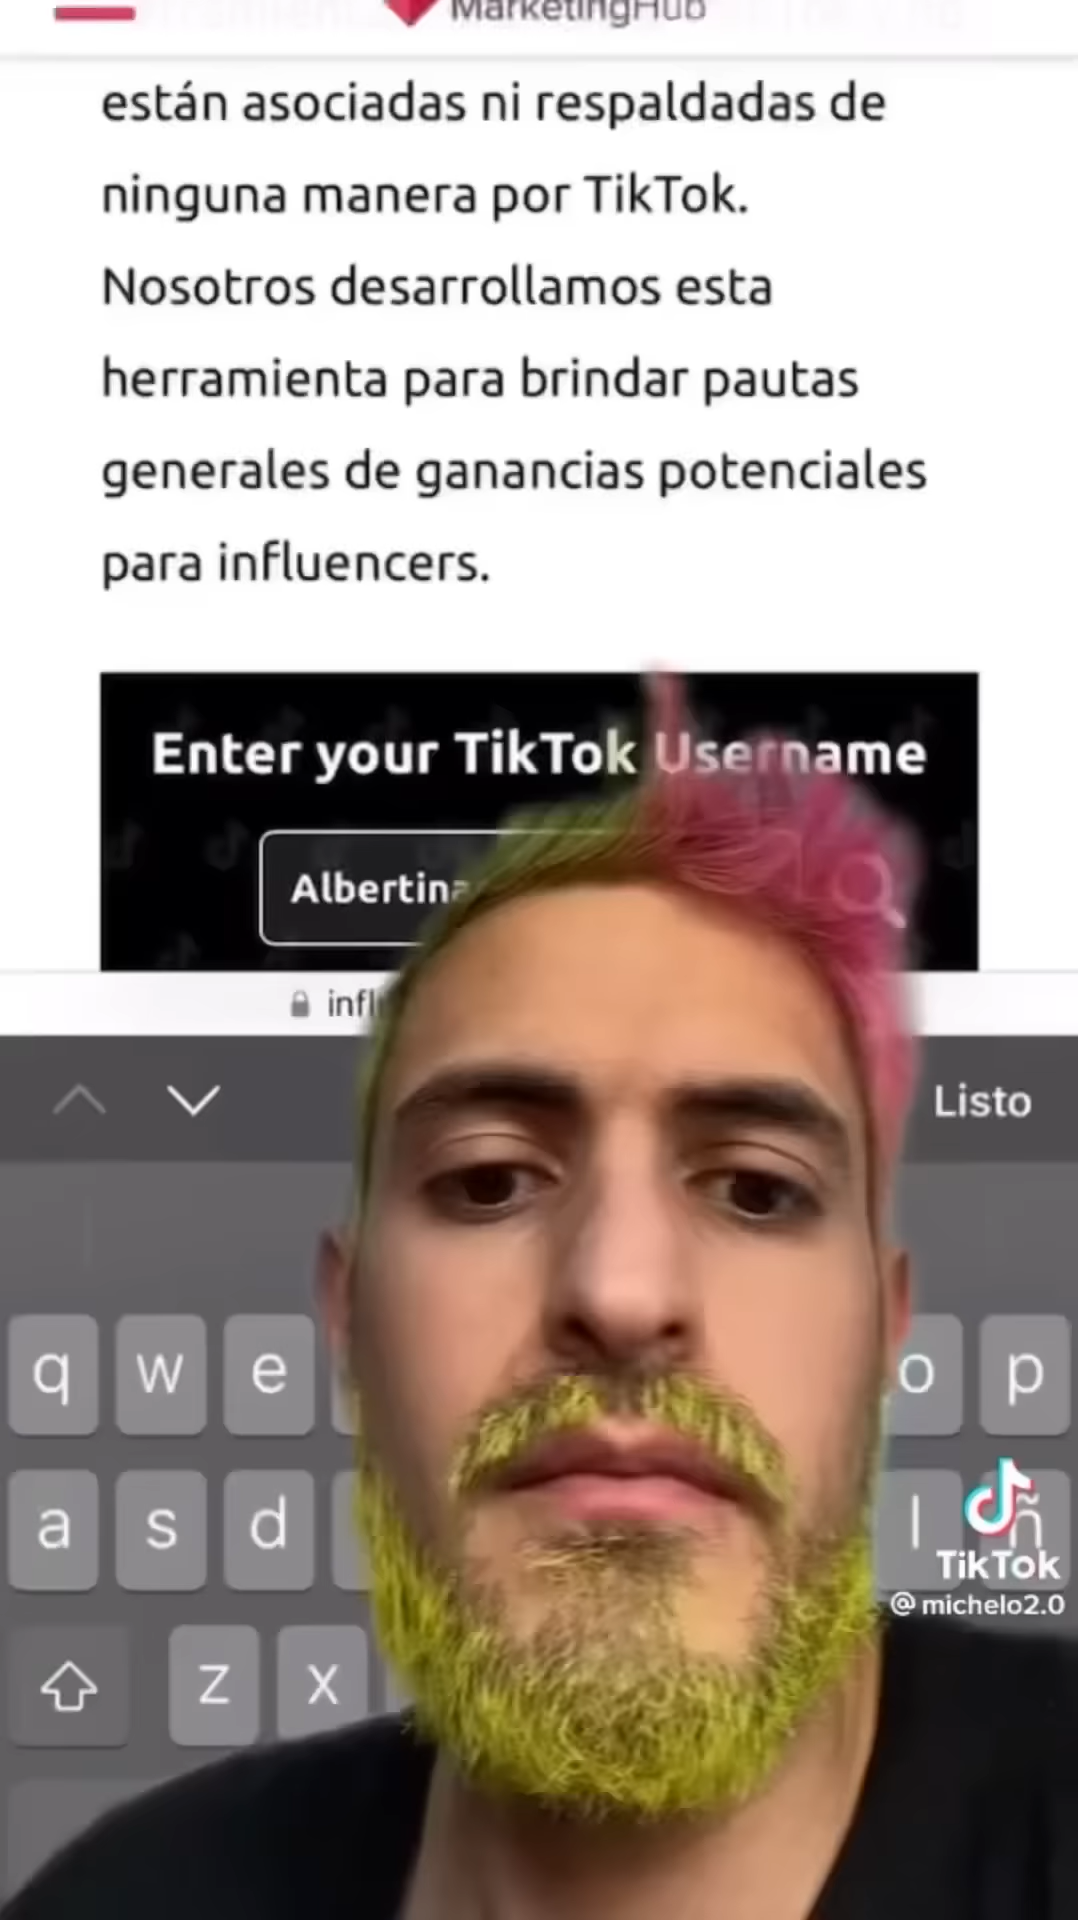 MarketingHub
están asociadas ni respaldadas de
ninguna manera por TikTok.
Nosotros desarrollamos esta
herramienta para brindar pautas
generales de ganancias potenciales
para influencers.
Enter your TikTok Username
Listo
q w e o p
a s d l ñ
TikTok
@michelo2.0
z x